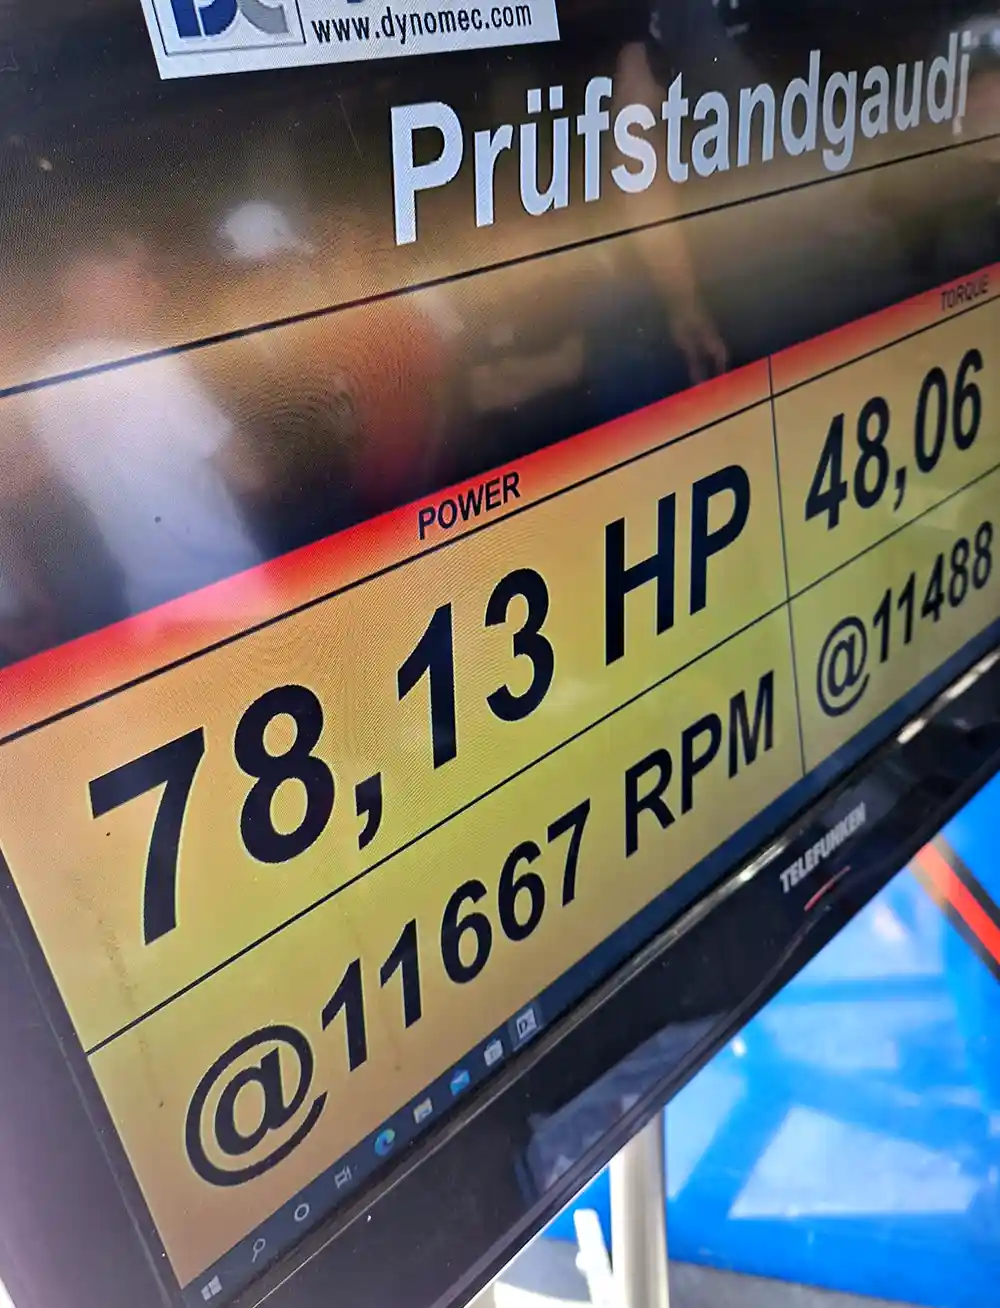 www.dynomec.com
Prüfstandgaudi
POWER
TORQUE
78,13 HP
48,06
@11667 RPM
@11488
TELEFUNKEN